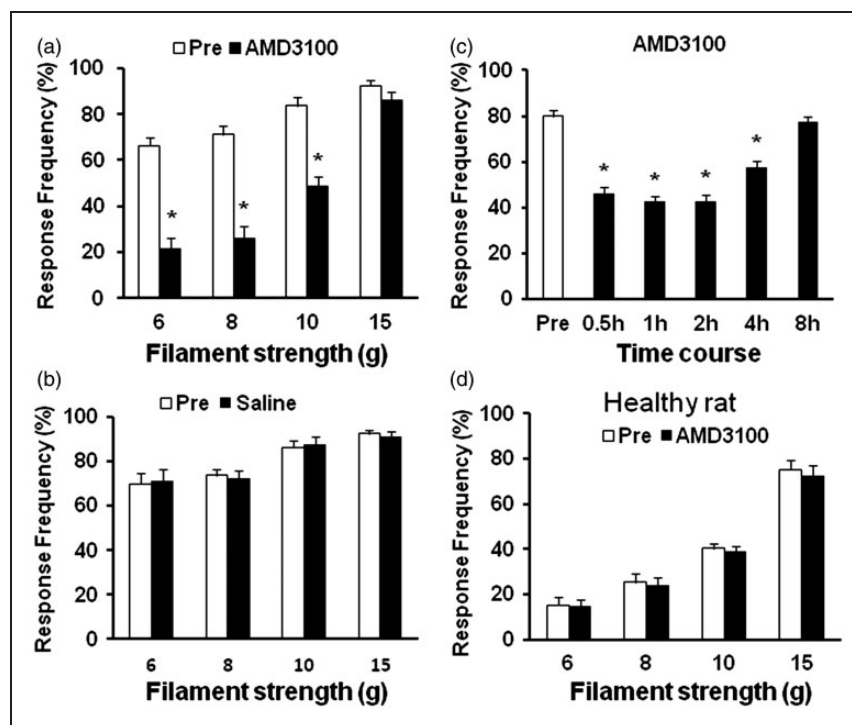 (a)
Pre AMD3100
Response Frequency (%)
100
80
60
40
20
0
*
*
*
6 8 10 15
Filament strength (g)
(c)
AMD3100
Response Frequency (%)
100
80
60
40
20
0
*
*
*
*
Pre 0.5h 1h 2h 4h 8h
Time course
(b)
Pre Saline
Response Frequency (%)
100
80
60
40
20
0
6 8 10 15
Filament strength (g)
(d)
Healthy rat
Pre AMD3100
Response Frequency (%)
100
80
60
40
20
0
6 8 10 15
Filament strength (g)